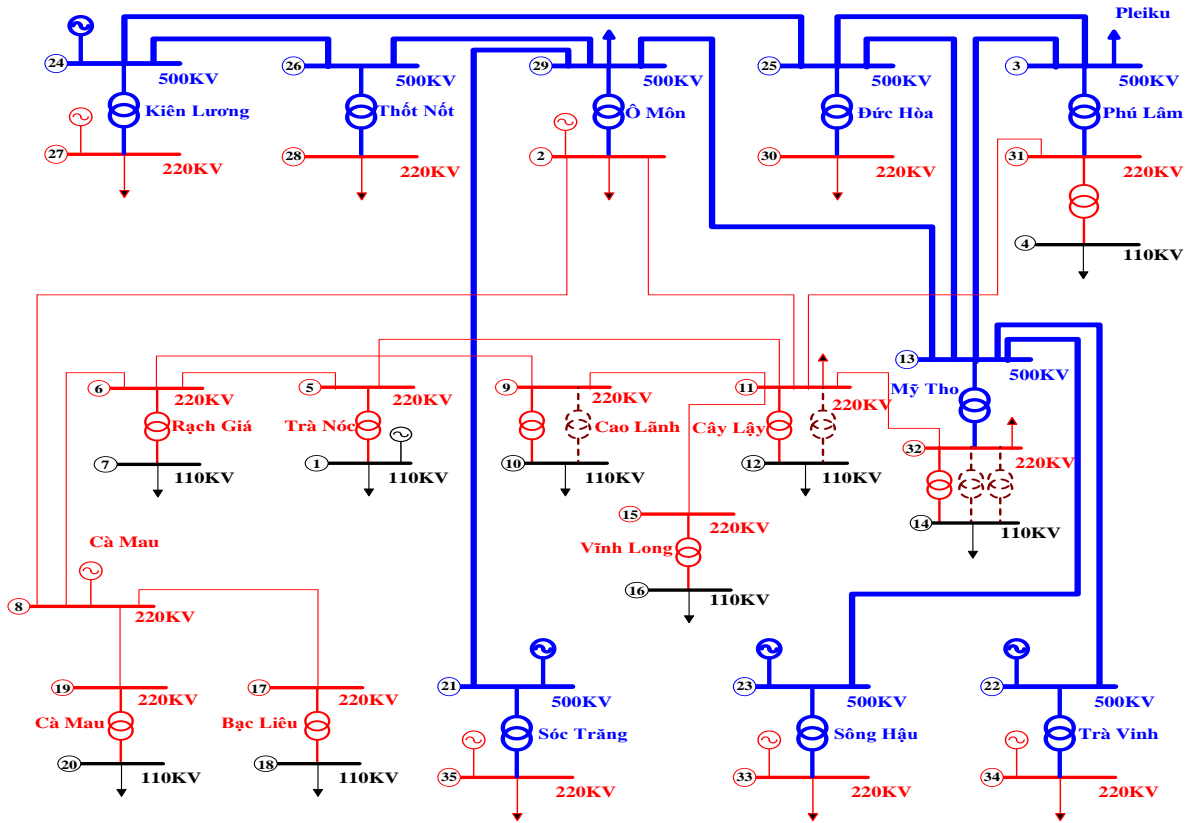 Pleiku
24
500KV
26
500KV
29
500KV
25
500KV
3
500KV
Kiên Lương
Thốt Nốt
Ô Môn
Đức Hòa
Phú Lâm
27
220KV
28
220KV
2
220KV
30
220KV
31
220KV
4
110KV
13
500KV
Mỹ Tho
6
220KV
5
220KV
9
220KV
11
220KV
Rạch Giá
Trà Nóc
Cao Lãnh
Cây Lậy
32
220KV
7
110KV
1
110KV
10
110KV
12
110KV
14
110KV
15
220KV
Vĩnh Long
16
110KV
Cà Mau
8
220KV
19
220KV
17
220KV
21
500KV
23
500KV
22
500KV
Cà Mau
Bạc Liêu
Sóc Trăng
Sông Hậu
Trà Vinh
20
110KV
18
110KV
35
220KV
33
220KV
34
220KV